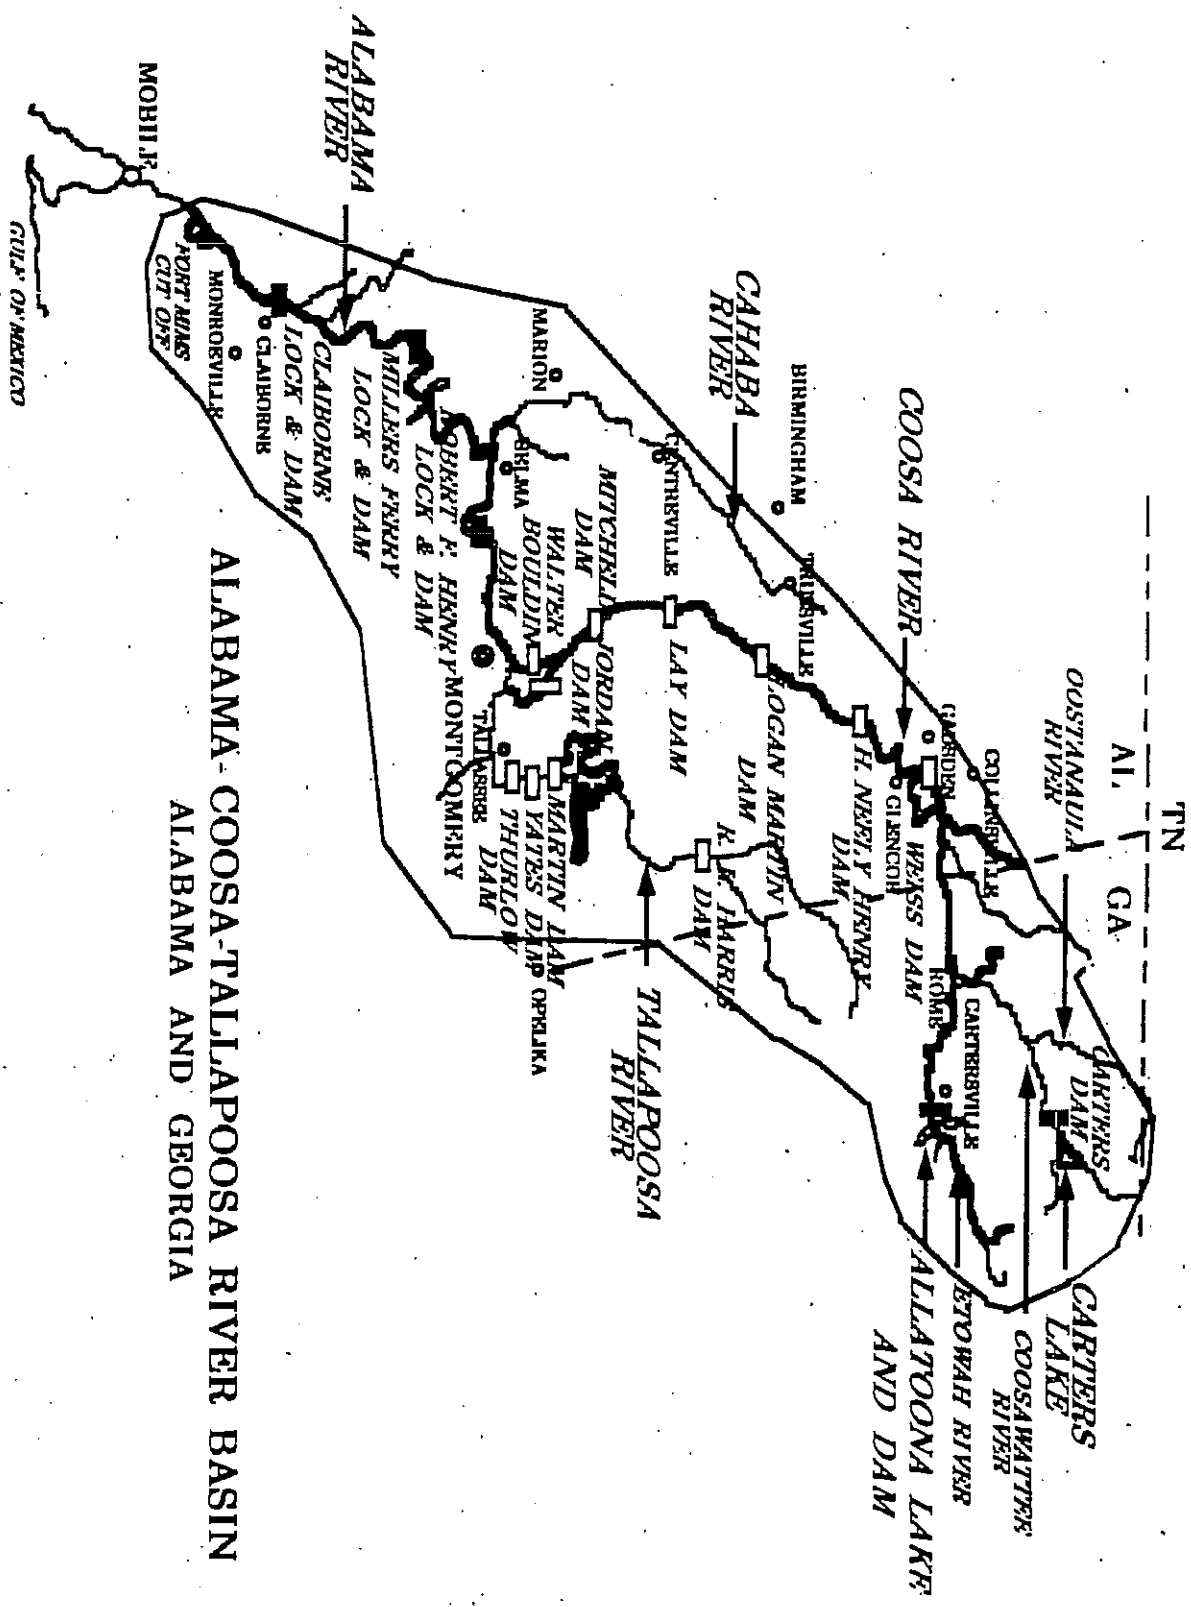 TN
AL
GA
OOSTANAULA
RIVER
CARTERS
DAM
CARTERS
LAKE
COOSAWATTEE
RIVER
ETOWAH RIVER
ALLATOONA LAKE
AND DAM
COLLINSVILLE
GADSDEN
GLENCOE
WEISS DAM
ROME
CARTERSVILLE
COOSA RIVER
H. NEELY HENRY
DAM
BIRMINGHAM
TRUSSVILLE
LOGAN MARTIN
DAM
R. L. HARRIS
DAM
CAHABA
RIVER
CENTREVILLE
LAY DAM
TALLAPOOSA
RIVER
MITCHELL
DAM
JORDAN
DAM
MARION
WALTER
BOULDIN
DAM
MARTIN DAM
YATES DAM
THURLOW
DAM
OPELIKA
SELMA
TALLASSEE
MONTGOMERY
ROBERT F. HENRY
LOCK & DAM
MILLERS FERRY
LOCK & DAM
ALABAMA
RIVER
CLAIBORNE
LOCK & DAM
CLAIBORNE
MONROEVILLE
FORT MIMS
CUT OFF
MOBILE
GULF OF MEXICO
ALABAMA-COOSA-TALLAPOOSA RIVER BASIN
ALABAMA AND GEORGIA